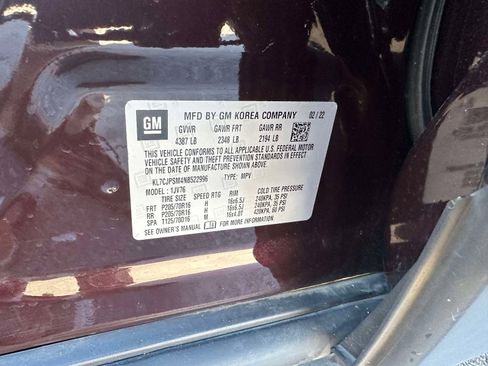 GM
MFD BY GM KOREA COMPANY 02 / 22
GVWR GAWR FRT GAWR RR
4387 LB 2348 LB 2194 LB
THIS VEHICLE CONFORMS TO ALL APPLICABLE U.S. FEDERAL MOTOR
VEHICLE SAFETY AND THEFT PREVENTION STANDARDS IN EFFECT ON THE
DATE OF MANUFACTURE SHOWN ABOVE.
KL7CJPSM4NB522996 TYPE: MPV
MODEL: 1JV76
TIRE SIZE SPD RTG RIM COLD TIRE PRESSURE
FRT P205/70R16 H 16x6.5J 240KPA, 35 PSI
RR P205/70R16 H 16x6.5J 240KPA, 35 PSI
SPA T125/70D16 M 16x4.0T 420KPA, 60 PSI
SEE OWNER'S MANUAL FOR MORE INFORMATION